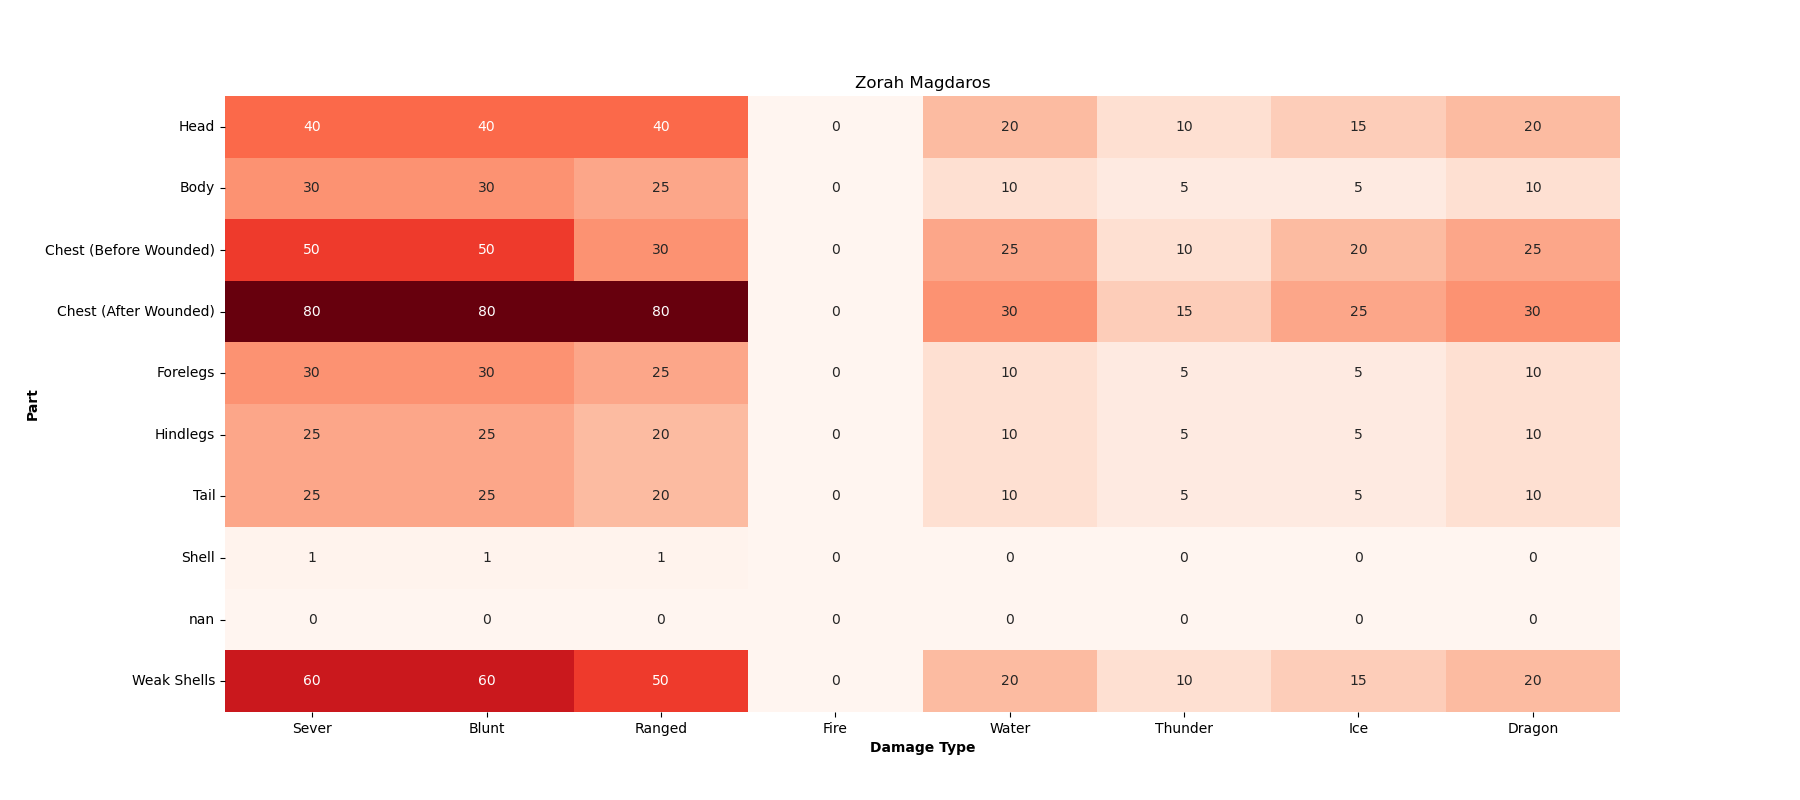 Zorah Magdaros
Head 40 40 40 0 20 10 15 20
Body 30 30 25 0 10 5 5 10
Chest (Before Wounded) 50 50 30 0 25 10 20 25
Chest (After Wounded) 80 80 80 0 30 15 25 30
Forelegs 30 30 25 0 10 5 5 10
Part
Hindlegs 25 25 20 0 10 5 5 10
Tail 25 25 20 0 10 5 5 10
Shell 1 1 1 0 0 0 0 0
nan 0 0 0 0 0 0 0 0
Weak Shells 60 60 50 0 20 10 15 20
Sever Blunt Ranged Fire Water Thunder Ice Dragon
Damage Type